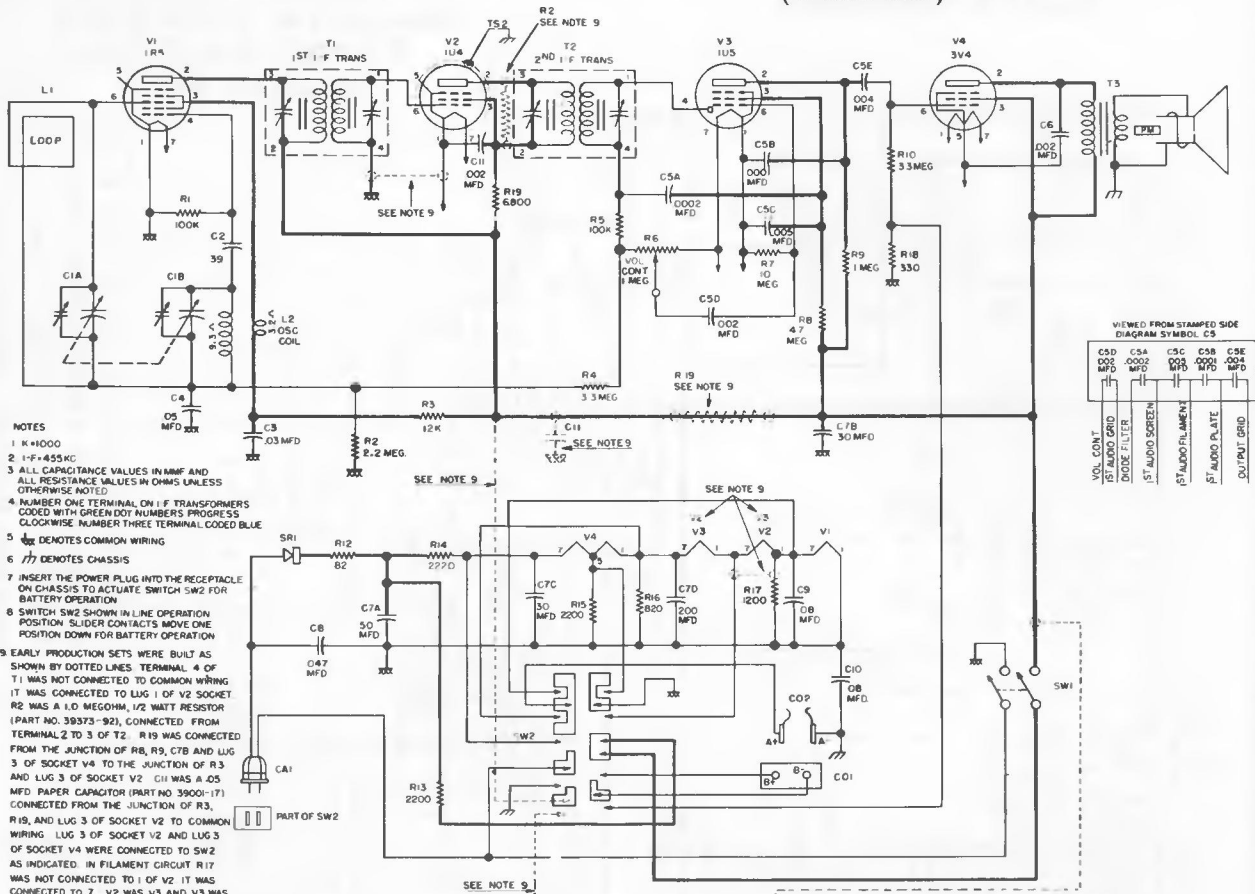 R2
SEE NOTE 9
TS2
V1
1R5
T1
1ST I-F TRANS
V2
1U4
T2
2ND I-F TRANS
V3
1U5
V4
3V4
T3
L1
LOOP
PM
C5E
.004
MFD
C6
.002
MFD
R1
100K
C2
39
C11
.002
MFD
R19
6800
SEE NOTE 9
C5A
.0002
MFD
C5B
MFD
C5C
.005
MFD
R5
100K
R6
VOL
CONT
1 MEG
R7
10
MEG
C5D
.002
MFD
R8
4.7
MEG
R9
1 MEG
R10
3.3 MEG
R18
330
C1A
C1B
9.3 Ω
3.2 Ω
L2
OSC
COIL
C4
.05
MFD
C3
.03 MFD
R3
12K
R2
2.2 MEG.
R4
3.3 MEG
R19
SEE NOTE 9
C11
SEE NOTE 9
C7B
30 MFD
VIEWED FROM STAMPED SIDE
DIAGRAM SYMBOL C5
C5D C5A C5C C5B C5E
.002 .0002 .005 .0001 .004
MFD MFD MFD MFD MFD
VOL CONT
1ST AUDIO GRID
DIODE FILTER
1ST AUDIO SCREEN
1ST AUDIO FILAMENT
1ST AUDIO PLATE
OUTPUT GRID
NOTES
1 K=1000
2 I-F=455KC
3 ALL CAPACITANCE VALUES IN MMF AND
ALL RESISTANCE VALUES IN OHMS UNLESS
OTHERWISE NOTED
4 NUMBER ONE TERMINAL ON I-F TRANSFORMERS
CODED WITH GREEN DOT NUMBERS PROGRESS
CLOCKWISE NUMBER THREE TERMINAL CODED BLUE
5 DENOTES COMMON WIRING
6 DENOTES CHASSIS
7 INSERT THE POWER PLUG INTO THE RECEPTACLE
ON CHASSIS TO ACTUATE SWITCH SW2 FOR
BATTERY OPERATION
8 SWITCH SW2 SHOWN IN LINE OPERATION
POSITION SLIDER CONTACTS MOVE ONE
POSITION DOWN FOR BATTERY OPERATION
9 EARLY PRODUCTION SETS WERE BUILT AS
SHOWN BY DOTTED LINES. TERMINAL 4 OF
T1 WAS NOT CONNECTED TO COMMON WIRING
IT WAS CONNECTED TO LUG 1 OF V2 SOCKET
R2 WAS A 1.0 MEGOHM, 1/2 WATT RESISTOR
(PART NO. 39373-92), CONNECTED FROM
TERMINAL 2 TO 3 OF T2. R19 WAS CONNECTED
FROM THE JUNCTION OF R8, R9, C7B AND LUG
3 OF SOCKET V4 TO THE JUNCTION OF R3
AND LUG 3 OF SOCKET V2 C11 WAS A .05
MFD PAPER CAPACITOR (PART NO 39001-17)
CONNECTED FROM THE JUNCTION OF R3,
R19, AND LUG 3 OF SOCKET V2 TO COMMON
WIRING. LUG 3 OF SOCKET V2 AND LUG 3
OF SOCKET V4 WERE CONNECTED TO SW2
AS INDICATED. IN FILAMENT CIRCUIT R17
WAS NOT CONNECTED TO 1 OF V2 IT WAS
CONNECTED TO 7. V2 WAS V3 AND V3 WAS
SEE NOTE 9
SEE NOTE 9
SR1
R12
82
R14
2220
V4
V3
V2
V3
V2
V1
C7A
50
MFD
C8
.047
MFD
C7C
30
MFD
R15
2200
R16
820
C7D
200
MFD
R17
1200
C9
.08
MFD
C10
.08
MFD.
CO2
A+
A-
SW2
SW1
B+
B-
CO1
R13
2200
CA1
PART OF SW2
SEE NOTE 9